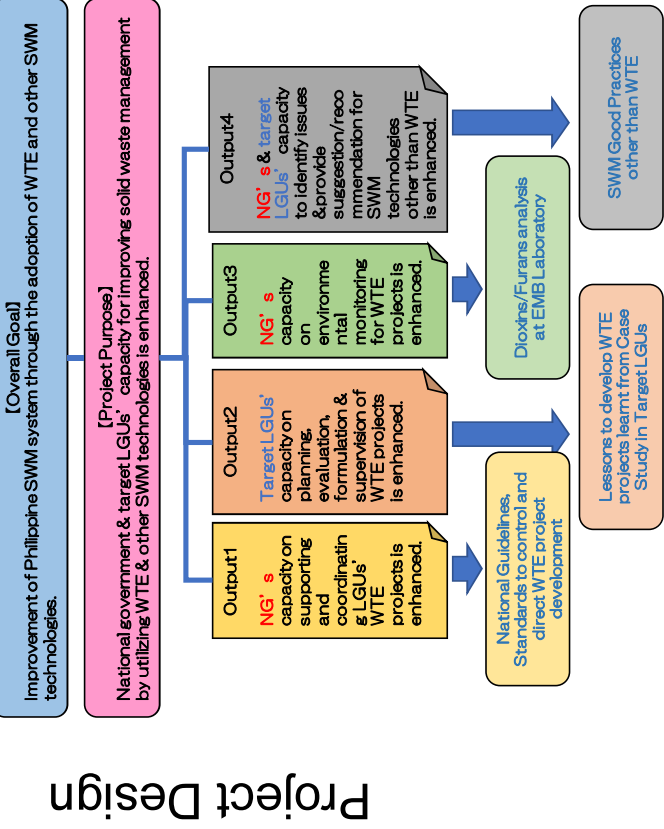 Project Design
【Overall Goal】
Improvement of Philippine SWM system through the adoption of WTE and other SWM
technologies.
【Project Purpose】
National government & target LGUs' capacity for improving solid waste management
by utilizing WTE & other SWM technologies is enhanced.
Output1
NG's
capacity on
supporting
and
coordinatin
g LGUs'
WTE
projects is
enhanced.
Output2
Target LGUs'
capacity on
planning,
evaluation,
formulation &
supervision of
WTE projects
is enhanced.
Output3
NG's
capacity
on
environme
ntal
monitoring
for WTE
projects is
enhanced.
Output4
NG's & target
LGUs' capacity
to identify issues
&provide
suggestion/reco
mmendation for
SWM
technologies
other than WTE
is enhanced.
National Guidelines,
Standards to control and
direct WTE project
development
Lessons to develop WTE
projects learnt from Case
Study in Target LGUs
Dioxins/Furans analysis
at EMB Laboratory
SWM Good Practices
other than WTE